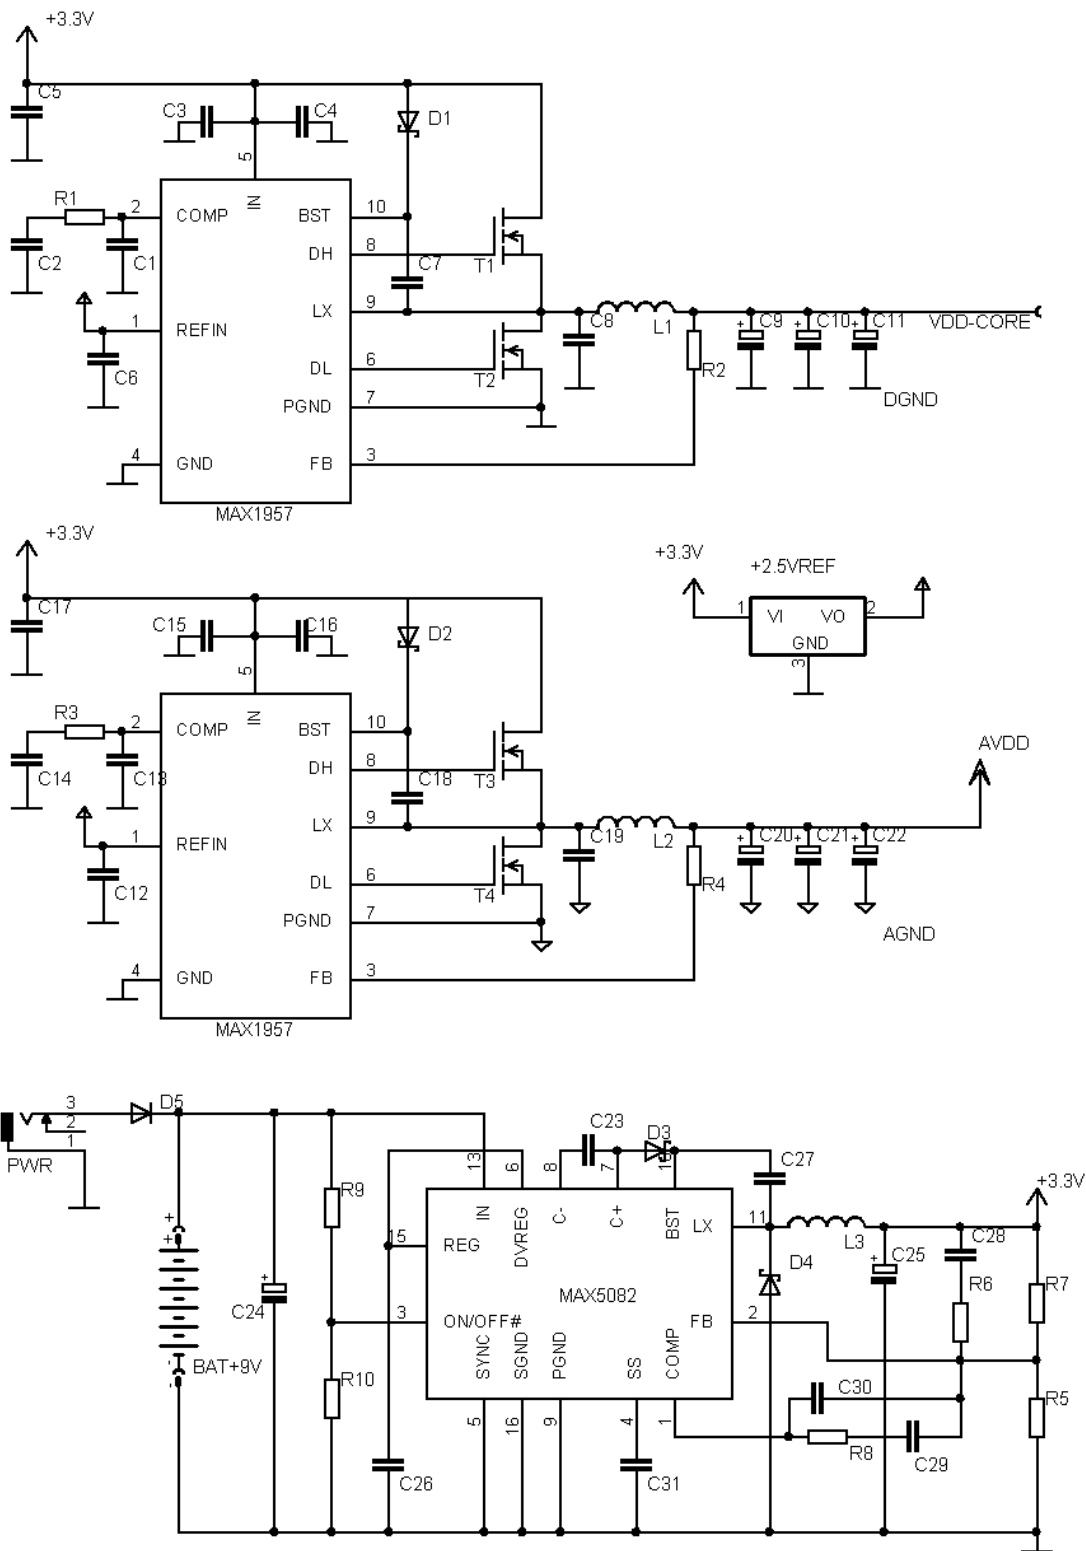 +3.3V
C5
C3
C4
D1
5
IN
R1
2
COMP
BST
10
DH
8
C2
C1
C7
T1
LX
9
1
REFIN
C8
L1
+ C9
+ C10
+ C11
VDD-CORE
C6
DL
6
T2
R2
PGND
7
DGND
4
GND
FB
3
MAX1957
+3.3V
+3.3V
+2.5VREF
C17
1
VI
VO
2
C15
C16
D2
GND
5
3
IN
R3
2
COMP
BST
10
AVDD
DH
8
C14
C13
C18
T3
LX
9
1
REFIN
C19
L2
+ C20
+ C21
+ C22
C12
DL
6
T4
R4
PGND
7
AGND
4
GND
FB
3
MAX1957
3
D5
2
1
PWR
C23
D3
13
6
8
7
10
C27
+3.3V
R9
IN
DVREG
C-
C+
BST
LX
11
+
+
15
REG
L3
C25
+
C28
D4
R6
R7
+
C24
MAX5082
3
ON/OFF#
FB
2
BAT+9V
-
R10
SYNC
SGND
PGND
SS
COMP
C30
R5
5
16
9
4
1
R8
C29
C26
C31